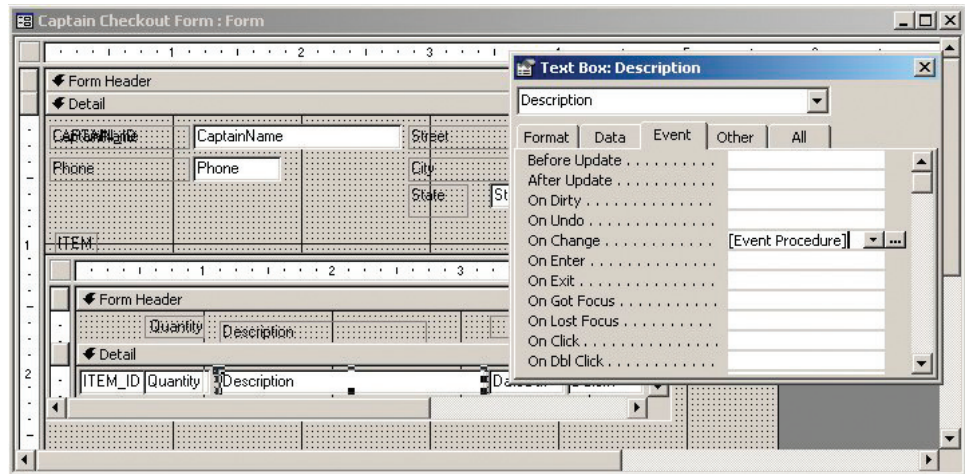 Captain Checkout Form : Form
1 2 3
Form Header
Detail
CaptainName Street
Phone Phone City
State St
ITEM
1 2 3
Form Header
Quantity Description
Detail
ITEM_ID Quantity Description
1
2
Text Box: Description
Description
Format Data Event Other All
Before Update . . . . . . . . . . .
After Update . . . . . . . . . . . .
On Dirty . . . . . . . . . . . . . . .
On Undo . . . . . . . . . . . . . .
On Change . . . . . . . . . . . . [Event Procedure] ...
On Enter . . . . . . . . . . . . . .
On Exit . . . . . . . . . . . . . . .
On Got Focus . . . . . . . . . .
On Lost Focus . . . . . . . . . .
On Click . . . . . . . . . . . . . . .
On Dbl Click . . . . . . . . . . . .